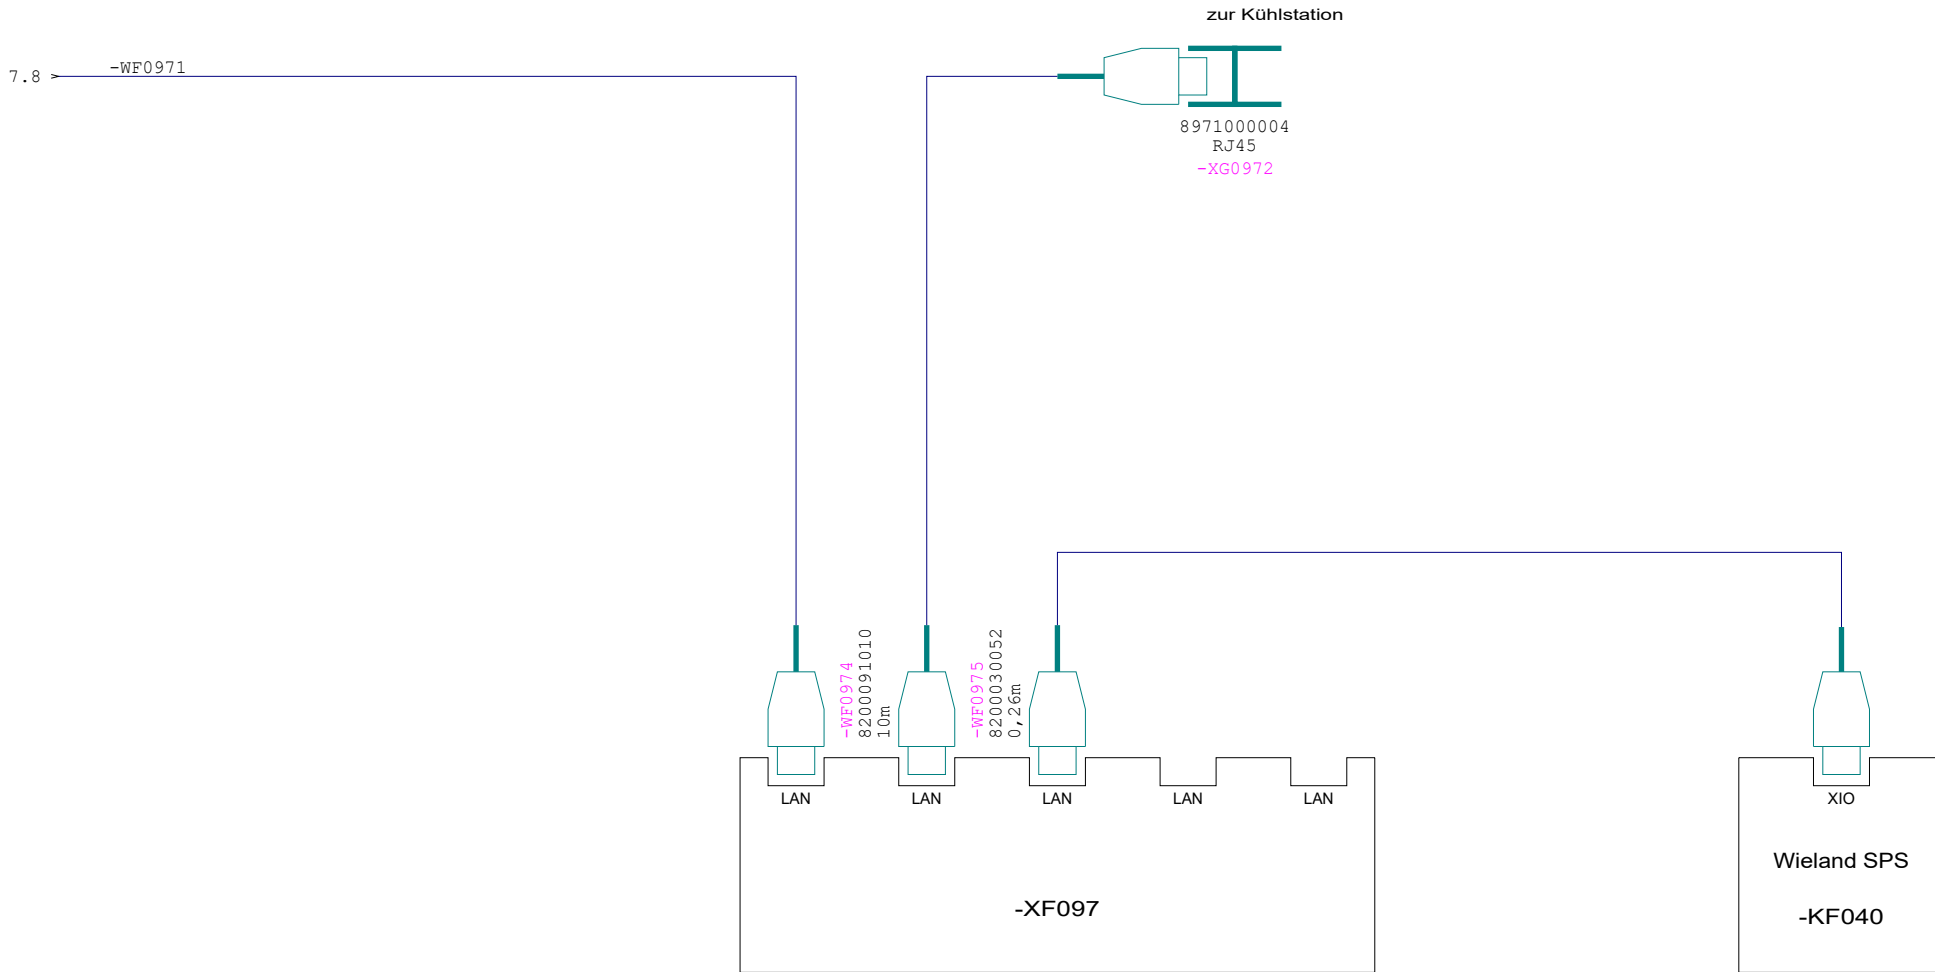 zur Kühlstation
7.8 >
-WF0971
8971000004
RJ45
-XG0972
-WF0974
8200091010
10m
-WF0975
8200030052
0,26m
LAN
LAN
LAN
LAN
LAN
XIO
Wieland SPS
-XF097
-KF040